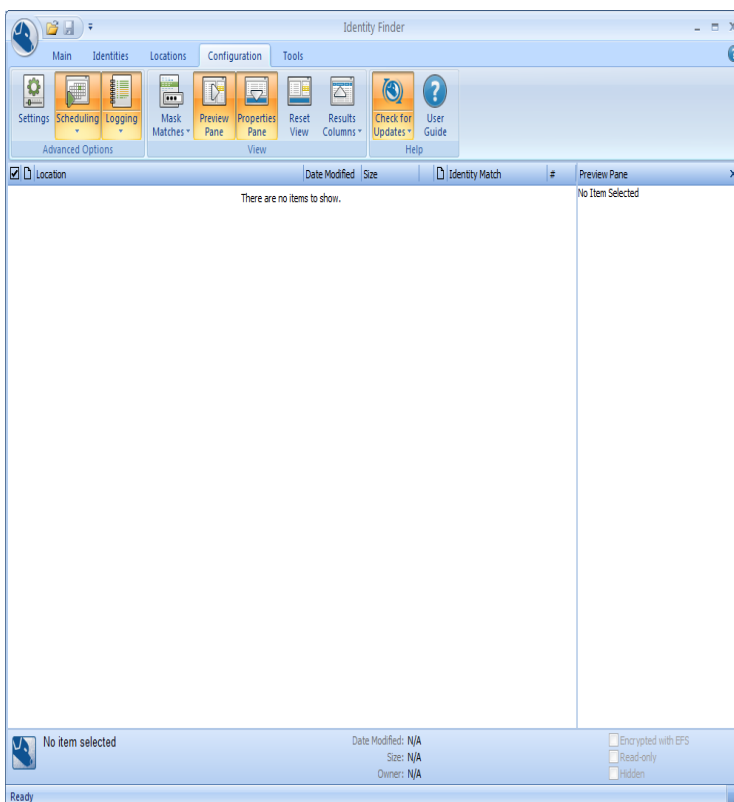 Identity Finder
Main Identities Locations Configuration Tools
Settings Scheduling Logging Mask Matches Preview Pane Properties Pane Reset View Results Columns Check for Updates User Guide
Advanced Options View Help
Location Date Modified Size Identity Match # Preview Pane
There are no items to show.
No Item Selected
No item selected
Date Modified: N/A
Size: N/A
Owner: N/A
Encrypted with EFS
Read-only
Hidden
Ready